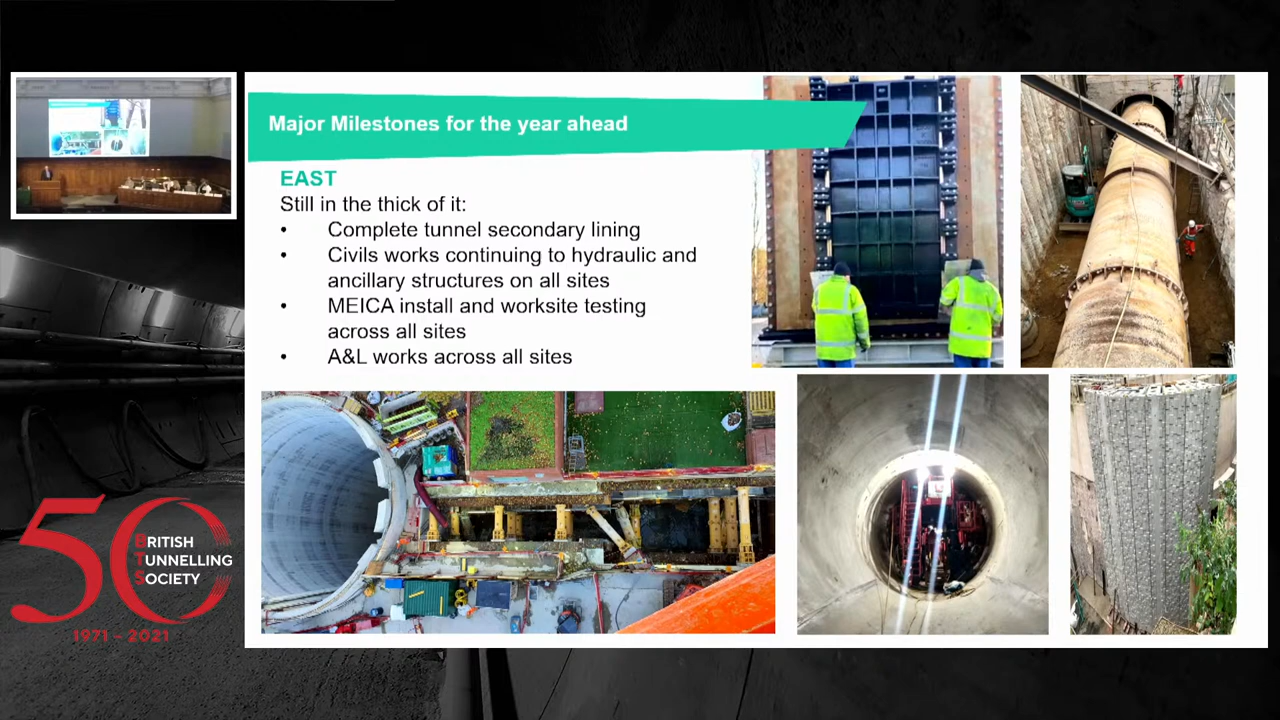 Major Milestones for the year ahead
EAST
Still in the thick of it:
• Complete tunnel secondary lining
• Civils works continuing to hydraulic and
ancillary structures on all sites
• MEICA install and worksite testing
across all sites
• A&L works across all sites
50
BRITISH
TUNNELLING
SOCIETY
1971 – 2021